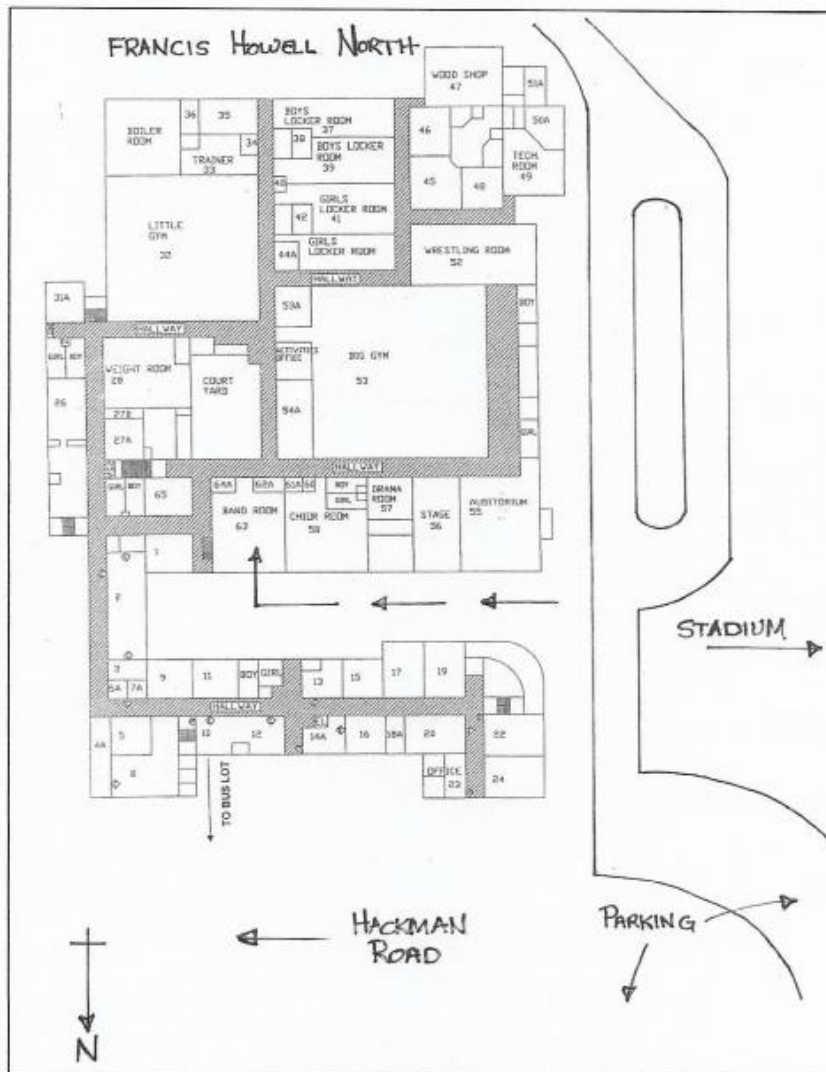 FRANCIS HOWELL NORTH
WOOD SHOP
47
51A
BOILER
ROOM
36
35
34
TRAINER
33
BOYS
LOCKER ROOM
37
38
BOYS LOCKER
ROOM
39
40
GIRLS
LOCKER ROOM
41
42
GIRLS
LOCKER ROOM
44A
46
45
48
50A
TECH.
ROOM
49
LITTLE
GYM
32
WRESTLING ROOM
52
HALLWAY
31A
53A
BOY
HALLWAY
GIRL BOY
WEIGHT ROOM
28
COURT
YARD
ACTIVITIES
OFFICE
BIG GYM
53
26
27B
27A
54A
GIRL
HALLWAY
GIRL BOY
65
64A
62A
61A
60
BOY
GIRL
BAND ROOM
63
CHIOR ROOM
58
DRAMA
ROOM
57
STAGE
56
AUDITORIUM
55
1
2
STADIUM
3
6A
7A
9
11
BOY
GIRL
13
15
17
19
HALLWAY
4A
5
8
10
12
14A
16
18A
20
22
OFFICE
23
24
TO BUS LOT
HACKMAN
ROAD
PARKING
N